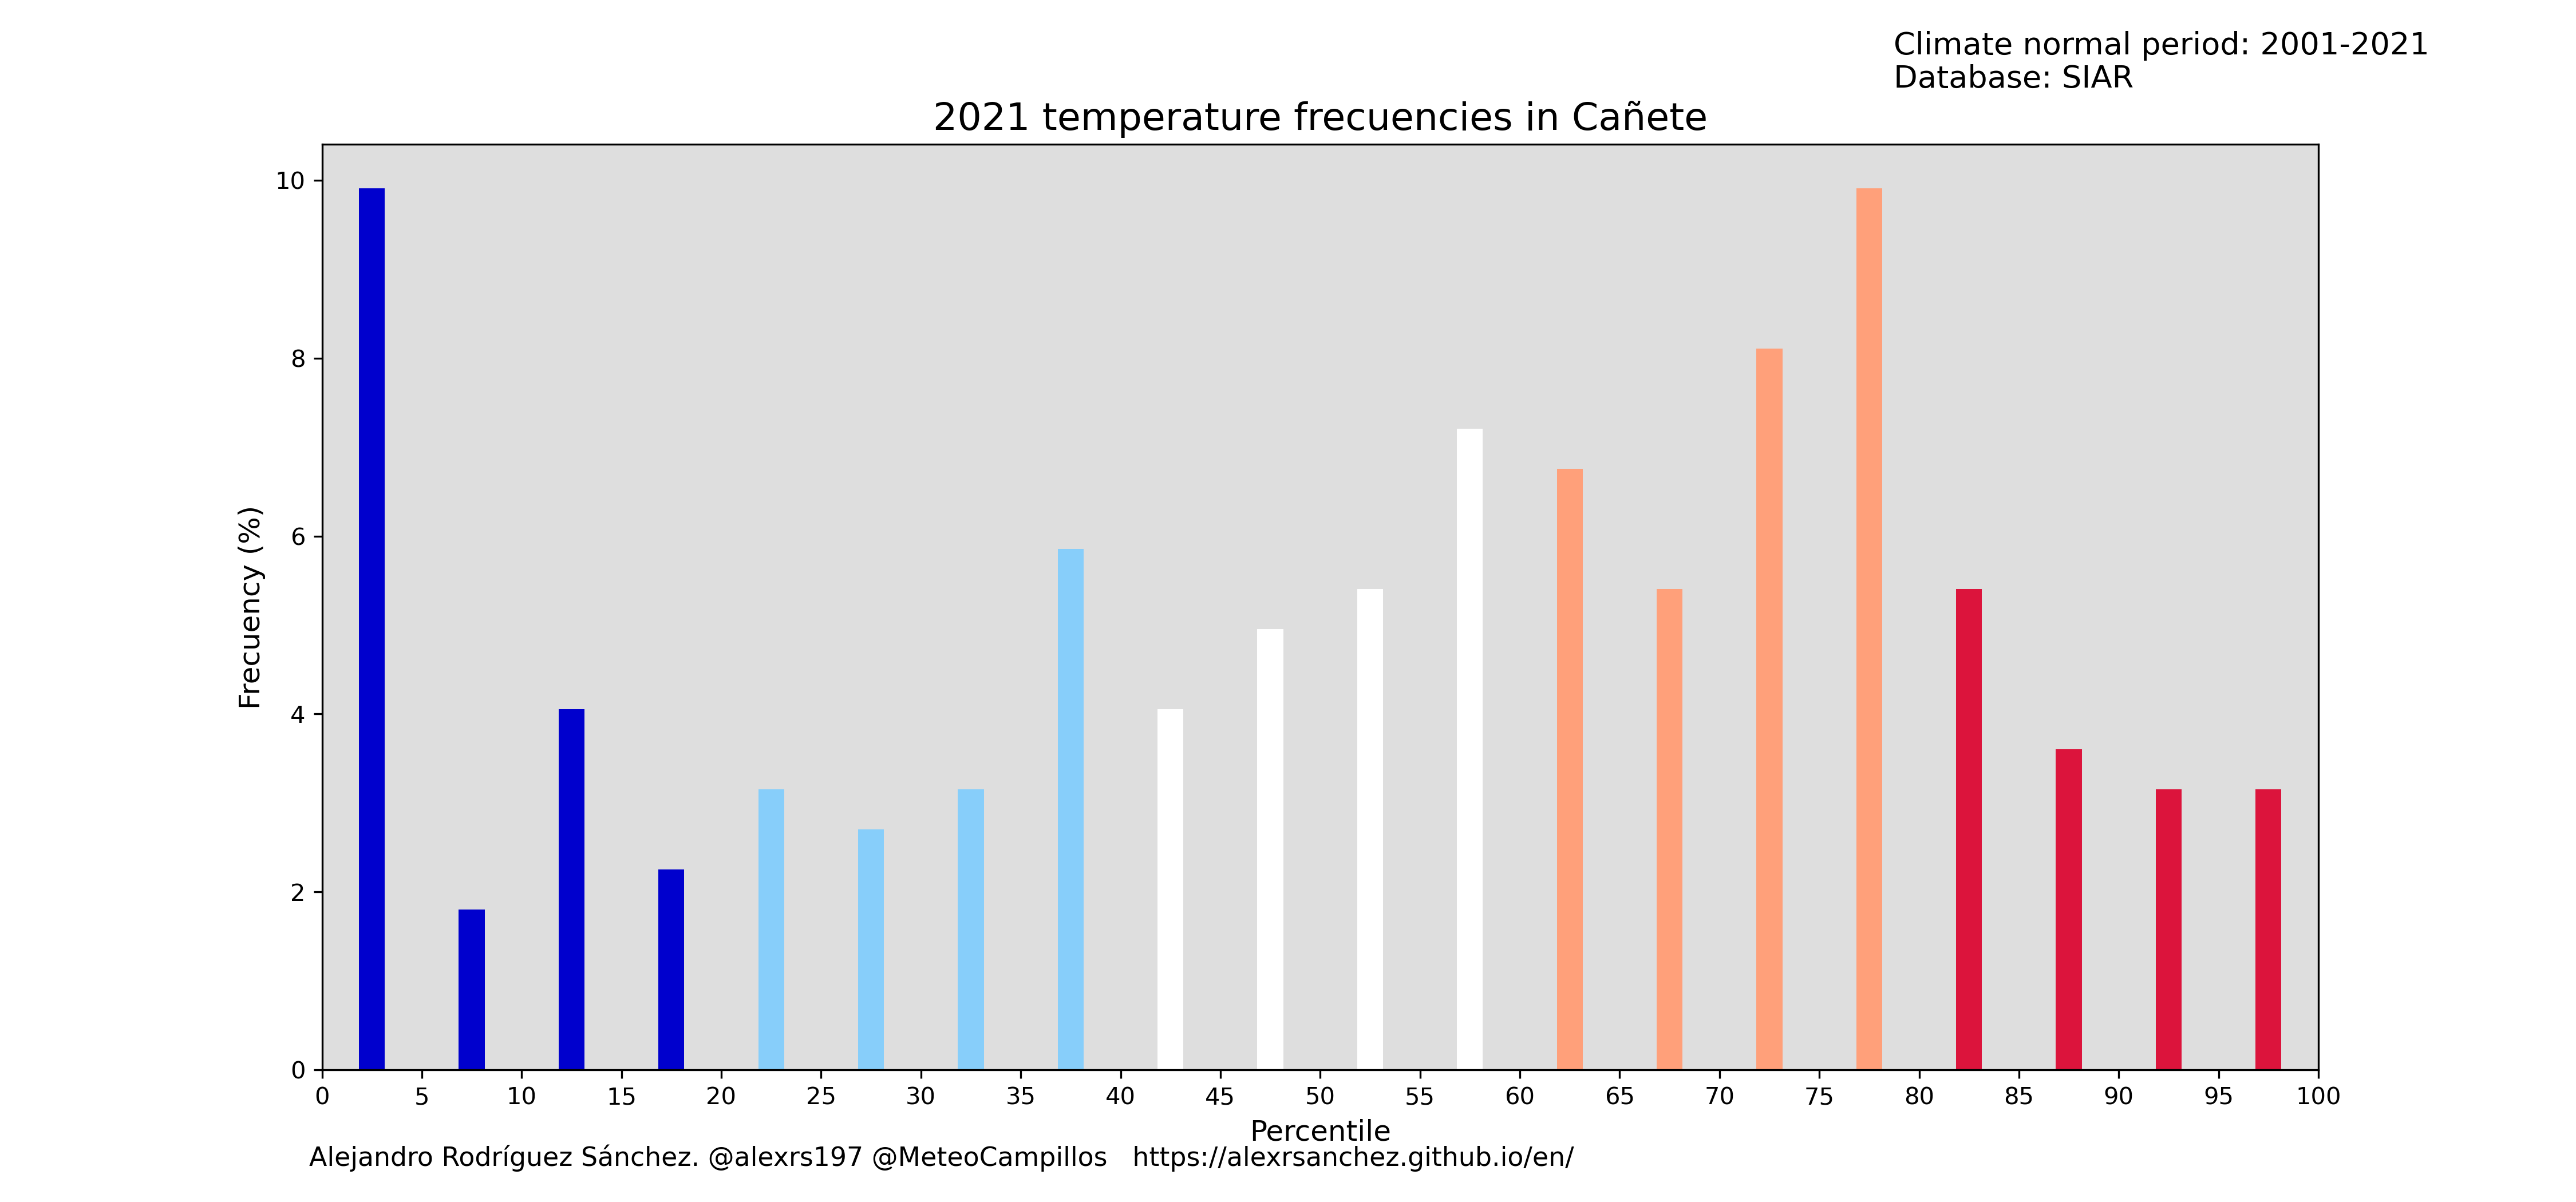 Climate normal period: 2001-2021
Database: SIAR
2021 temperature frecuencies in Cañete
10
8
6
4
2
0
Frecuency (%)
0 5 10 15 20 25 30 35 40 45 50 55 60 65 70 75 80 85 90 95 100
Percentile
Alejandro Rodríguez Sánchez. @alexrs197 @MeteoCampillos https://alexrsanchez.github.io/en/